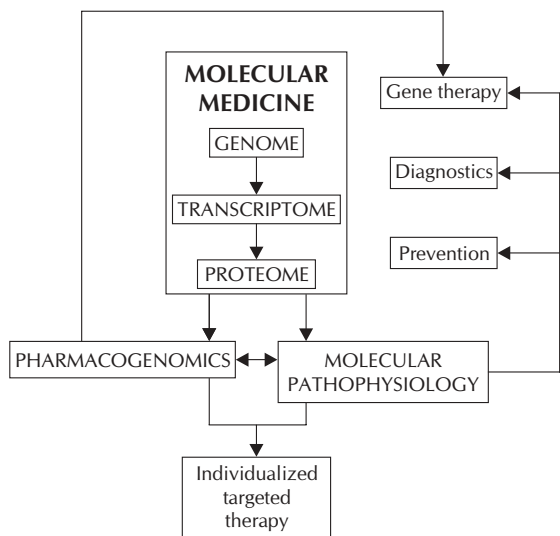 MOLECULAR
MEDICINE
GENOME
TRANSCRIPTOME
PROTEOME
Gene therapy
Diagnostics
Prevention
PHARMACOGENOMICS
MOLECULAR
PATHOPHYSIOLOGY
Individualized
targeted
therapy